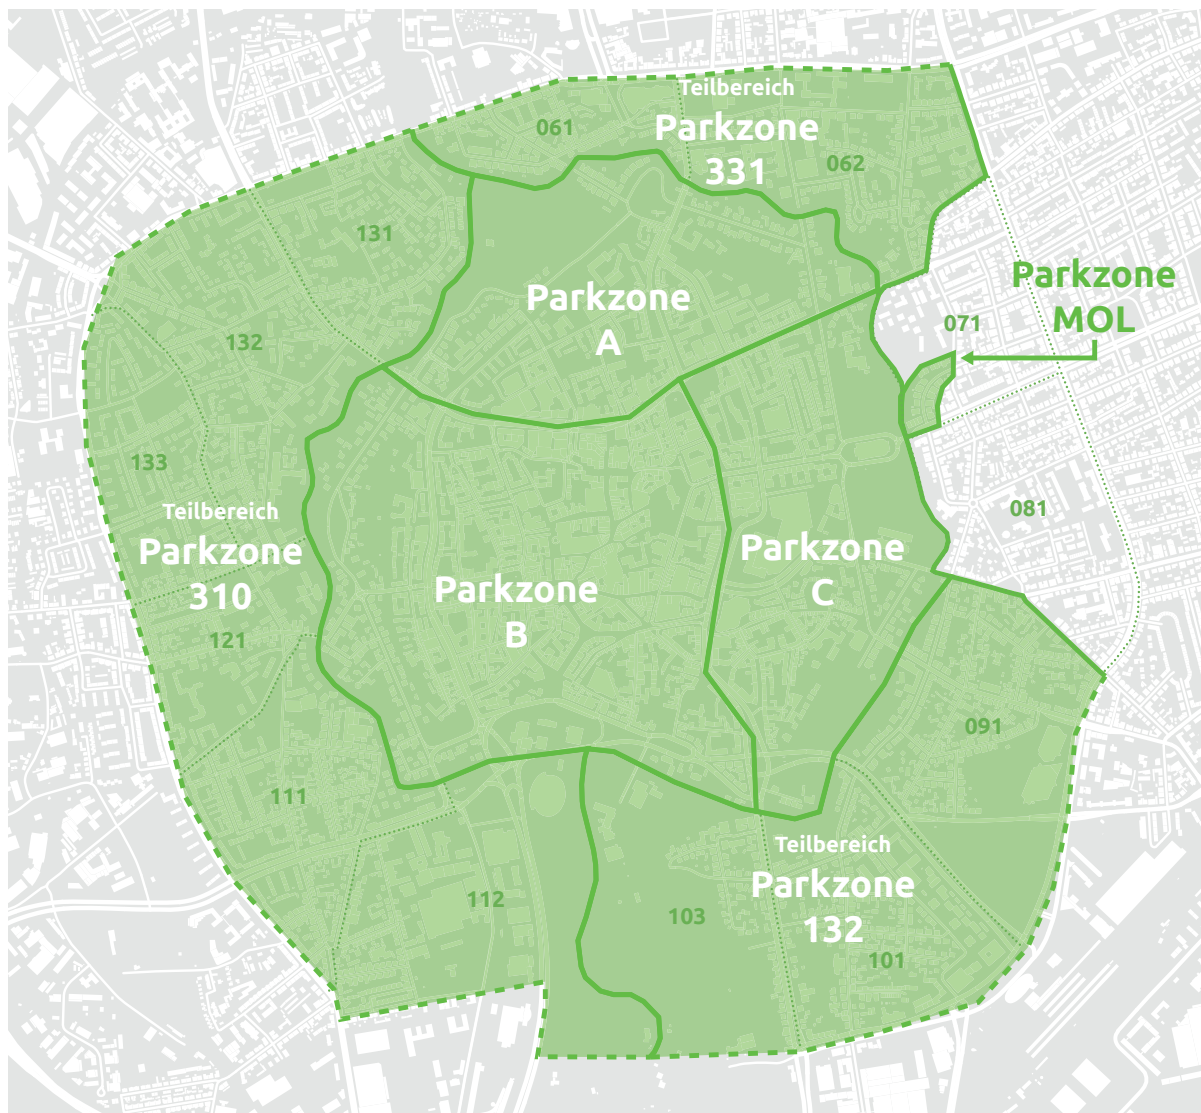 Teilbereich
Parkzone
331
061
062
131
Parkzone
A
Parkzone
MOL
071
132
133
Teilbereich
Parkzone
310
121
081
Parkzone
C
Parkzone
B
091
111
Teilbereich
Parkzone
132
112
103
101